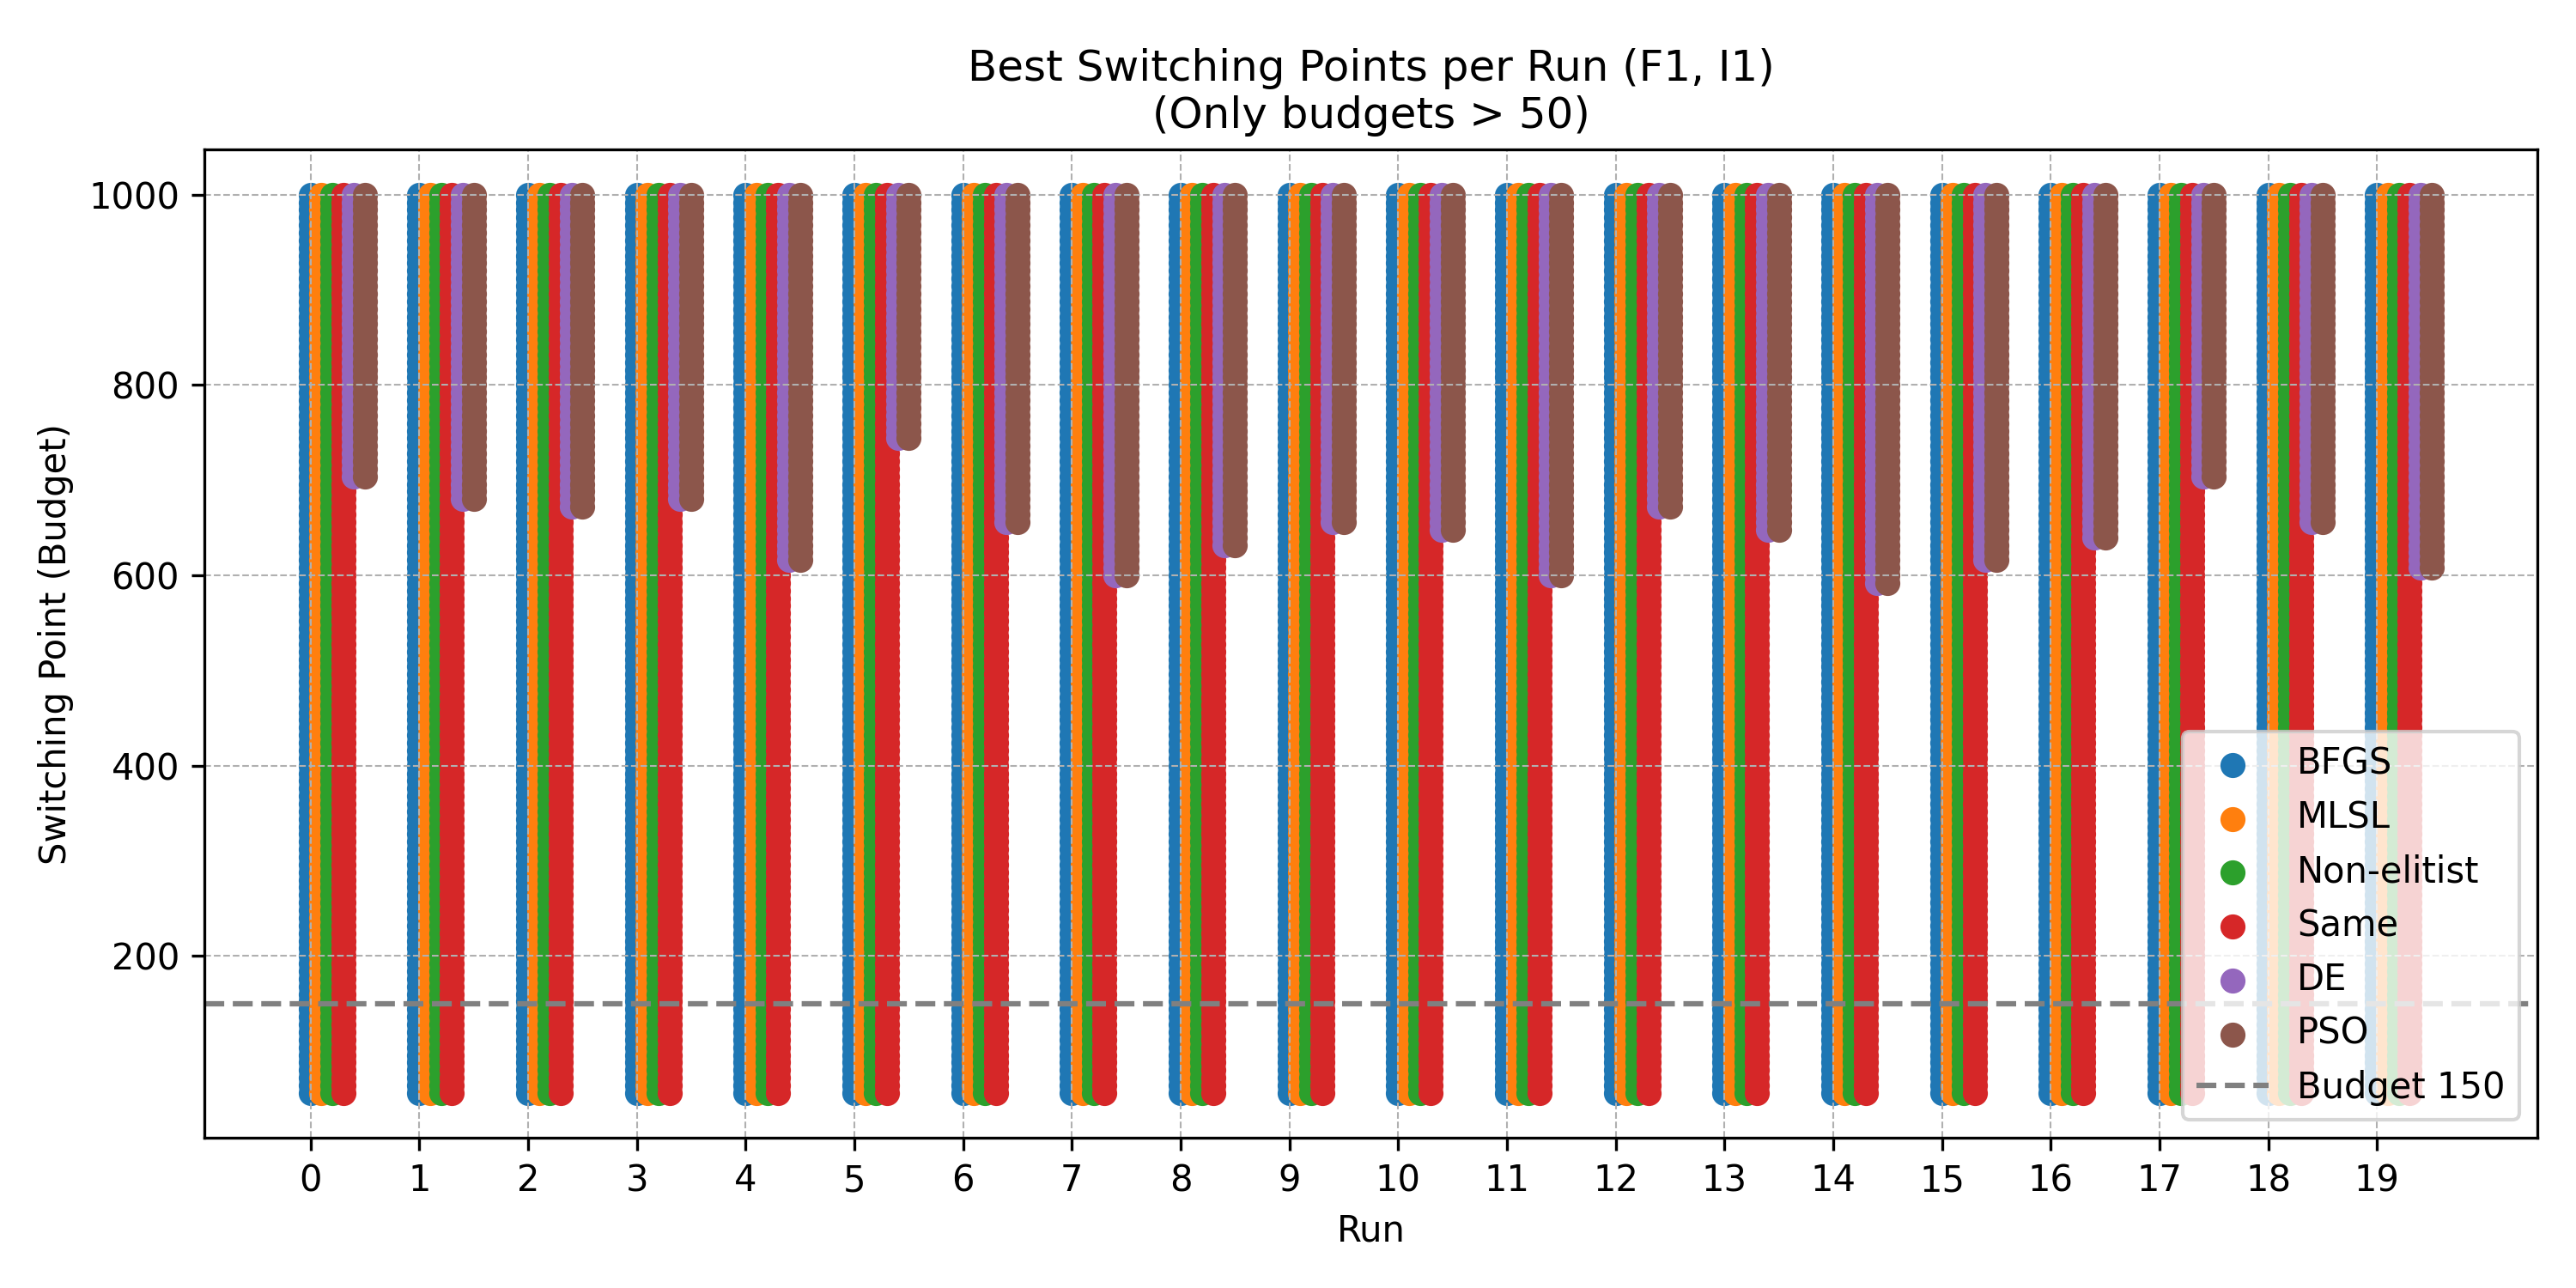 Best Switching Points per Run (F1, I1)
(Only budgets > 50)
Switching Point (Budget)
1000
800
600
400
200
BFGS
MLSL
Non-elitist
Same
DE
PSO
Budget 150
0 1 2 3 4 5 6 7 8 9 10 11 12 13 14 15 16 17 18 19
Run